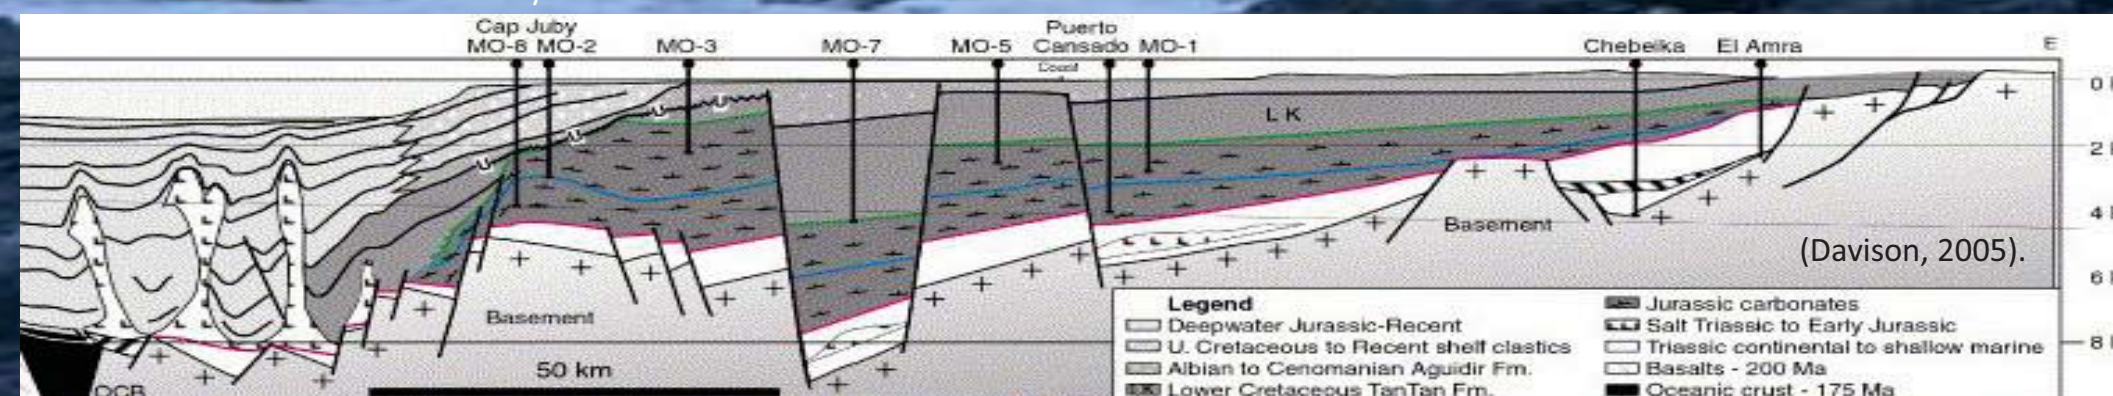 Cap Juby
MO-8 MO-2
MO-3
MO-7
MO-5
Puerto
Cansado MO-1
Chebeika
El Amra
E
Coast
0
L K
2
4
Basement
(Davison, 2005).
6
Basement
Legend
Deepwater Jurassic-Recent
U. Cretaceous to Recent shelf clastics
Albian to Cenomanian Aguidir Fm.
Lower Cretaceous TanTan Fm.
Jurassic carbonates
Salt Triassic to Early Jurassic
Triassic continental to shallow marine
Basalts - 200 Ma
Oceanic crust - 175 Ma
8
50 km
OCB